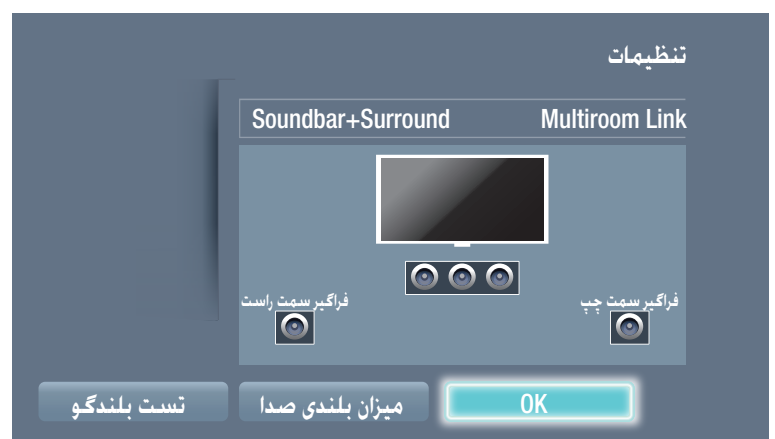 تنظیمات
Multiroom Link Soundbar+Surround
فراگیر سمت چپ فراگیر سمت راست
OK میزان بلندی صدا تست بلندگو